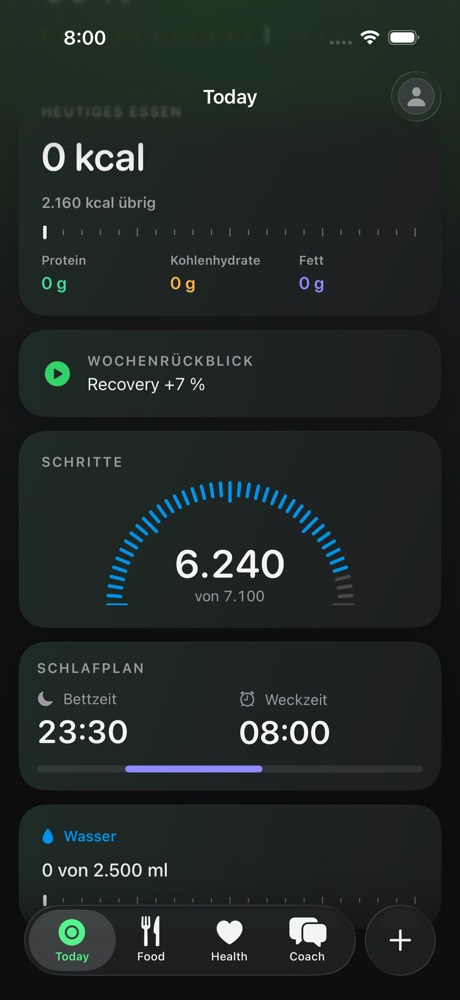 8:00
Today
HEUTIGES ESSEN
0 kcal
2.160 kcal übrig
Protein Kohlenhydrate Fett
0 g 0 g 0 g
WOCHENRÜCKBLICK
Recovery +7 %
SCHRITTE
6.240
von 7.100
SCHLAFPLAN
Bettzeit Weckzeit
23:30 08:00
Wasser
0 von 2.500 ml
Today Food Health Coach